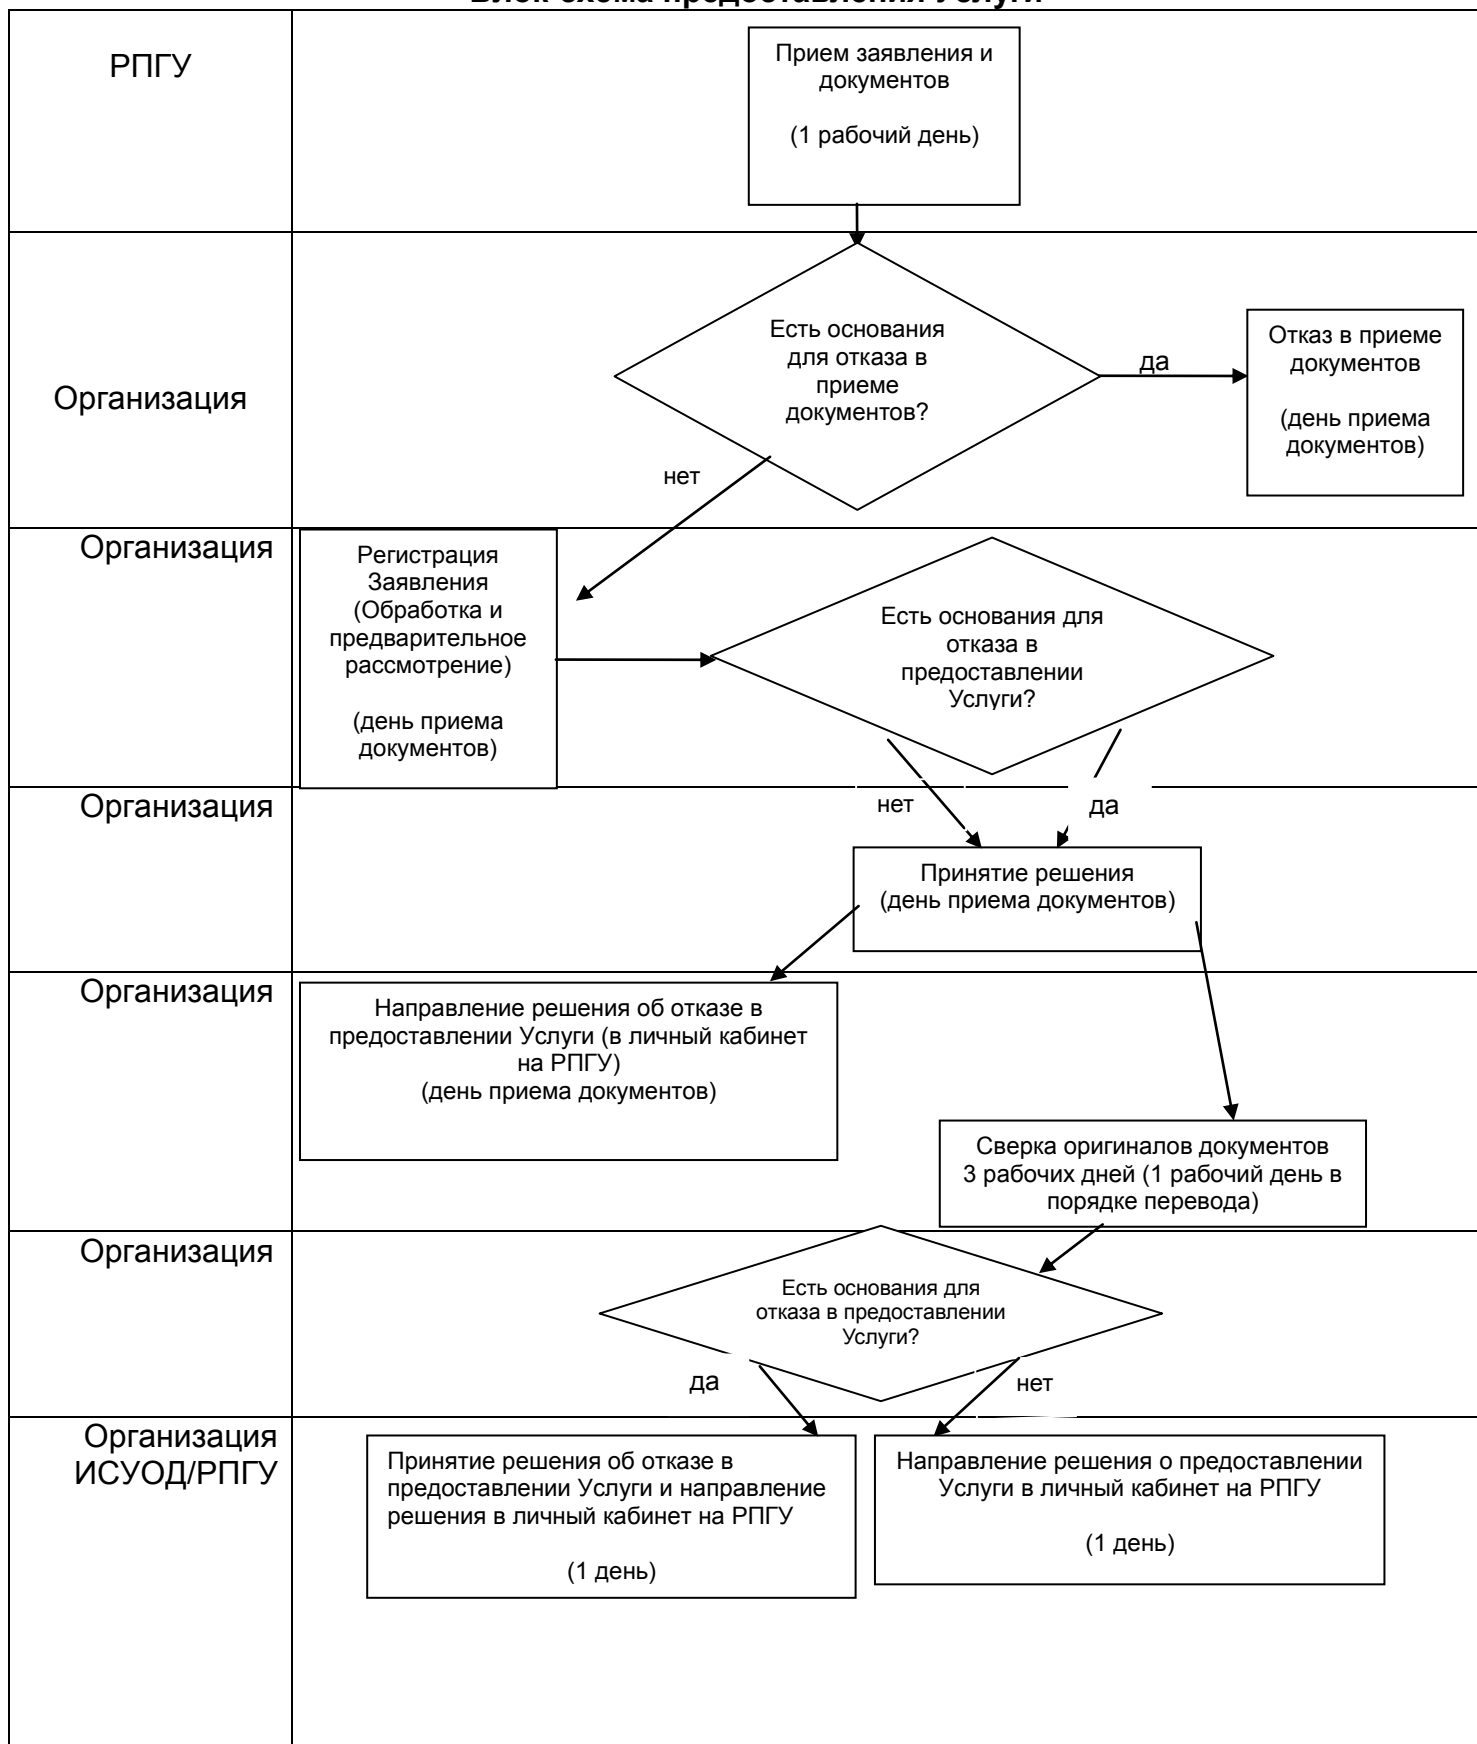 Блок-схема предоставления Услуги
РПГУ
Прием заявления и
документов
(1 рабочий день)
Организация
Есть основания
для отказа в
приеме
документов?
да
Отказ в приеме
документов
(день приема
документов)
нет
Организация
Регистрация
Заявления
(Обработка и
предварительное
рассмотрение)
(день приема
документов)
Есть основания для
отказа в
предоставлении
Услуги?
Организация
нет
да
Принятие решения
(день приема документов)
Организация
Направление решения об отказе в
предоставлении Услуги (в личный кабинет
на РПГУ)
(день приема документов)
Сверка оригиналов документов
3 рабочих дней (1 рабочий день в
порядке перевода)
Организация
Есть основания для
отказа в предоставлении
Услуги?
да
нет
Организация
ИСУОД/РПГУ
Принятие решения об отказе в
предоставлении Услуги и направление
решения в личный кабинет на РПГУ
(1 день)
Направление решения о предоставлении
Услуги в личный кабинет на РПГУ
(1 день)